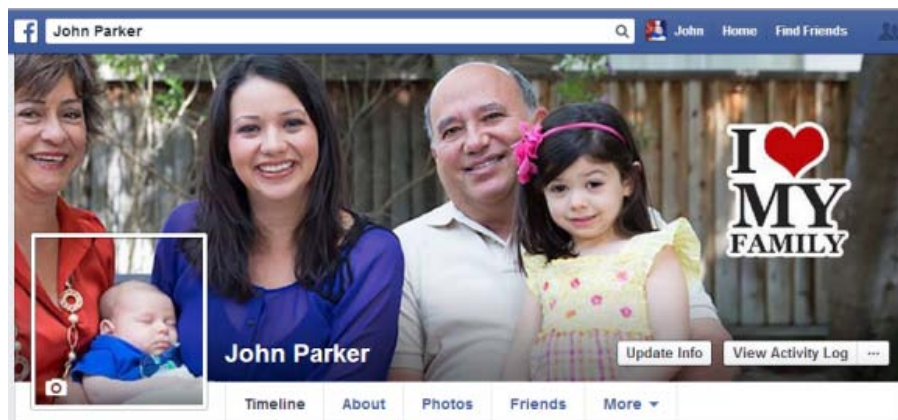 f John Parker John Home Find Friends
I
MY
FAMILY
John Parker
Update Info View Activity Log ...
Timeline About Photos Friends More